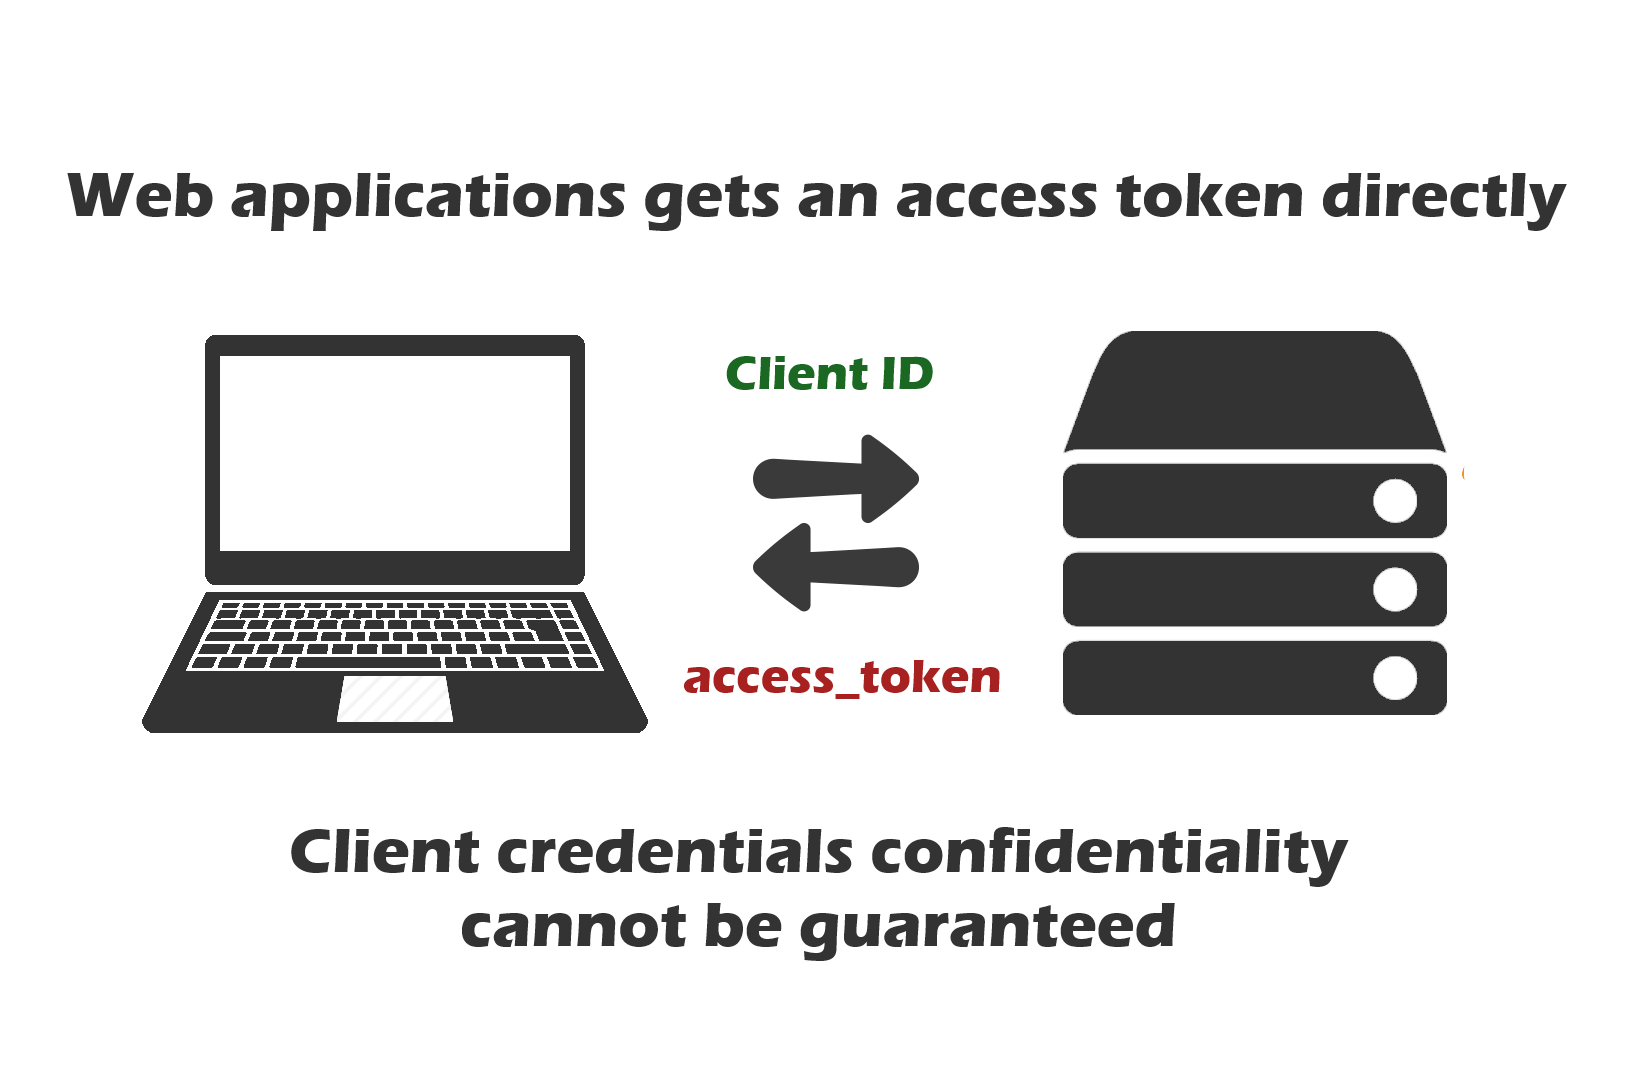 Web applications gets an access token directly
Client ID
access_token
Client credentials confidentiality
cannot be guaranteed